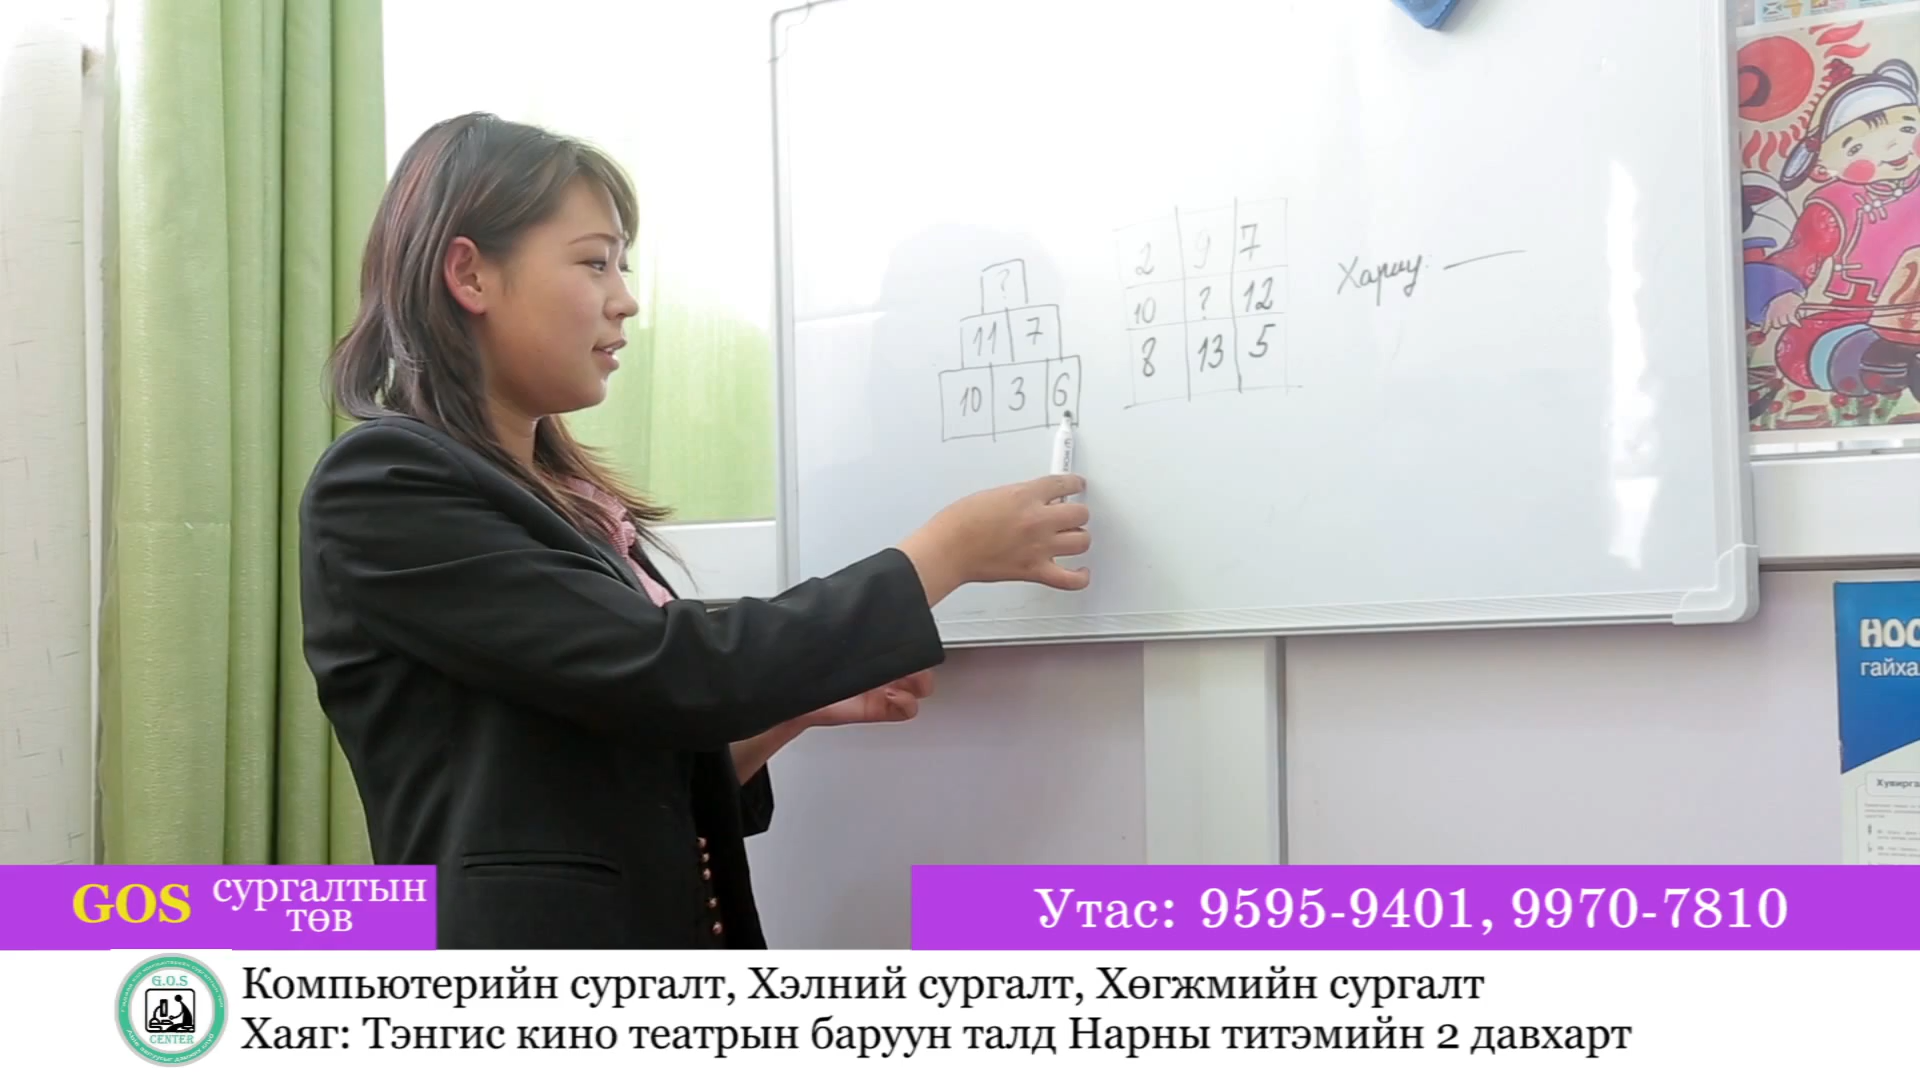 ?
11 7
10 3 6
2 9 7
10 ? 12
8 13 5
Хариу:
НОС
гайха
Хувирга
GOS сургалтын
төв
Утас: 9595-9401, 9970-7810
G.O.S
CENTER
Компьютерийн сургалт, Хэлний сургалт, Хөгжмийн сургалт
Хаяг: Тэнгис кино театрын баруун талд Нарны титэмийн 2 давхарт